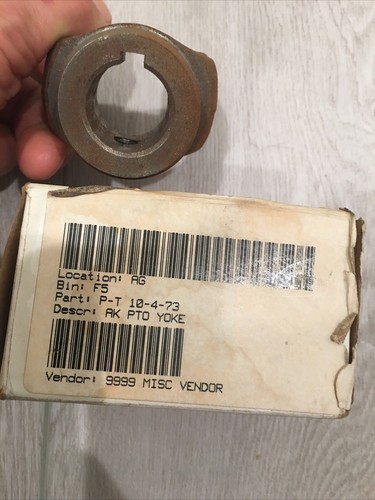 Location: AG
Bin: F5
Part: P-T 10-4-73
Descr: AK PTO YOKE
Vendor: 9999 MISC VENDOR